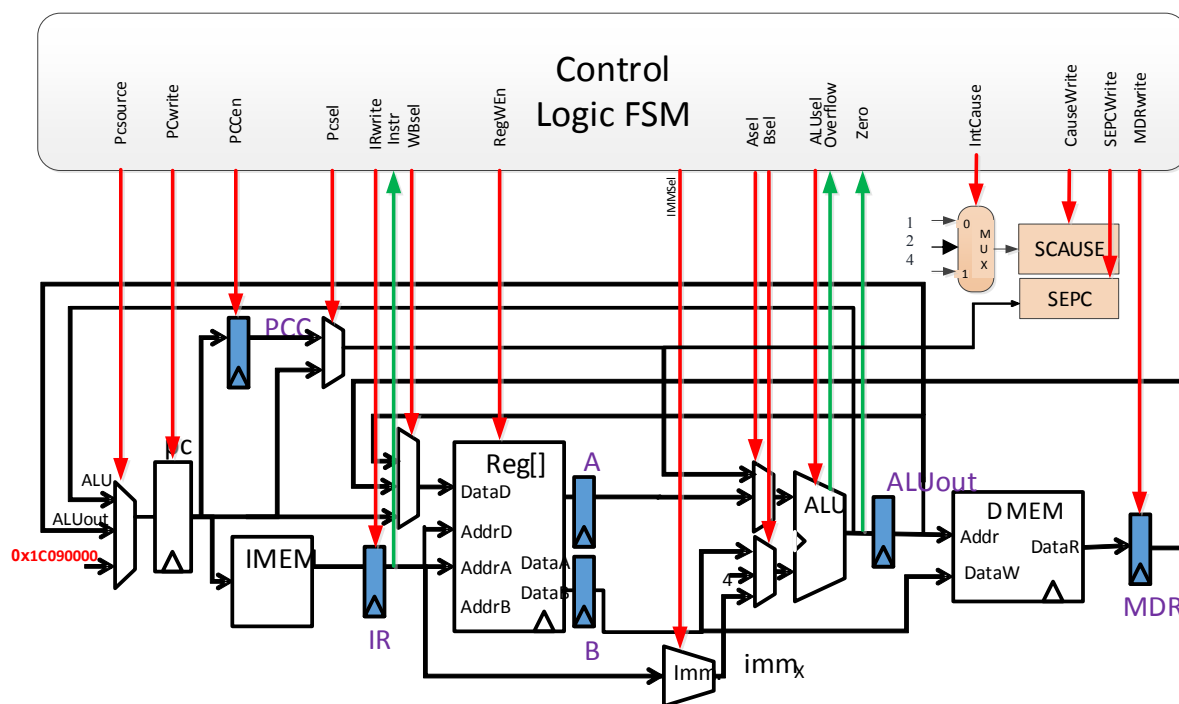 Control
Logic FSM
Pcsource
PCwrite
PCCen
Pcsel
IRwrite
Instr
WBsel
RegWEn
IMMSel
Asel
Bsel
ALUsel
Overflow
Zero
IntCause
CauseWrite
SEPCWrite
MDRwrite
1
2
4
0
M
U
X
1
SCAUSE
SEPC
PCC
pc
ALU
ALUout
0x1C090000
IMEM
IR
Reg[]
DataD
AddrD
AddrA
AddrB
DataA
DataB
A
B
4
ALU
ALUout
Imm
imm
x
DMEM
Addr
DataR
DataW
MDR